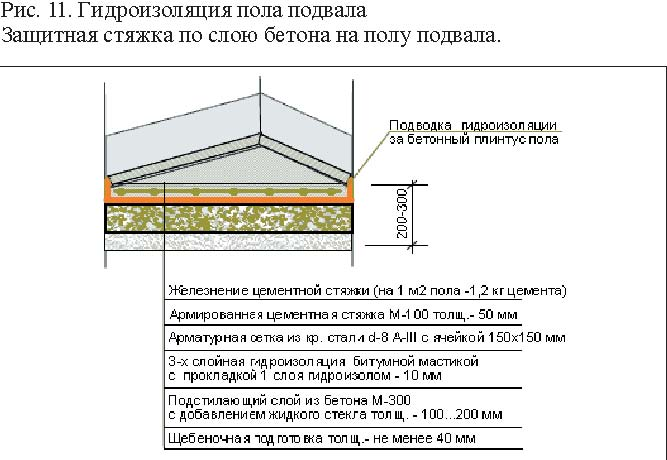 Рис. 11. Гидроизоляция пола подвала
Защитная стяжка по слою бетона на полу подвала.
Подводка гидроизоляции
за бетонный плинтус пола
200-300
Железнение цементной стяжки (на 1 м2 пола -1,2 кг цемента)
Армированная цементная стяжка М-100 толщ.- 50 мм
Арматурная сетка из кр. стали d-8 А-III с ячейкой 150х150 мм
3-х слойная гидроизоляция битумной мастикой
с прокладкой 1 слоя гидроизолом - 10 мм
Подстилающий слой из бетона М-300
с добавлением жидкого стекла толщ. - 100...200 мм
Щебеночная подготовка толщ.- не менее 40 мм